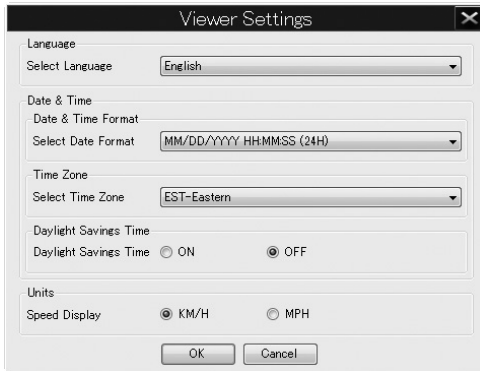 Viewer Settings
Language
Select Language English
Date & Time
Date & Time Format
Select Date Format MM/DD/YYYY HH:MM:SS (24H)
Time Zone
Select Time Zone EST-Eastern
Daylight Savings Time
Daylight Savings Time ON OFF
Units
Speed Display KM/H MPH
OK Cancel